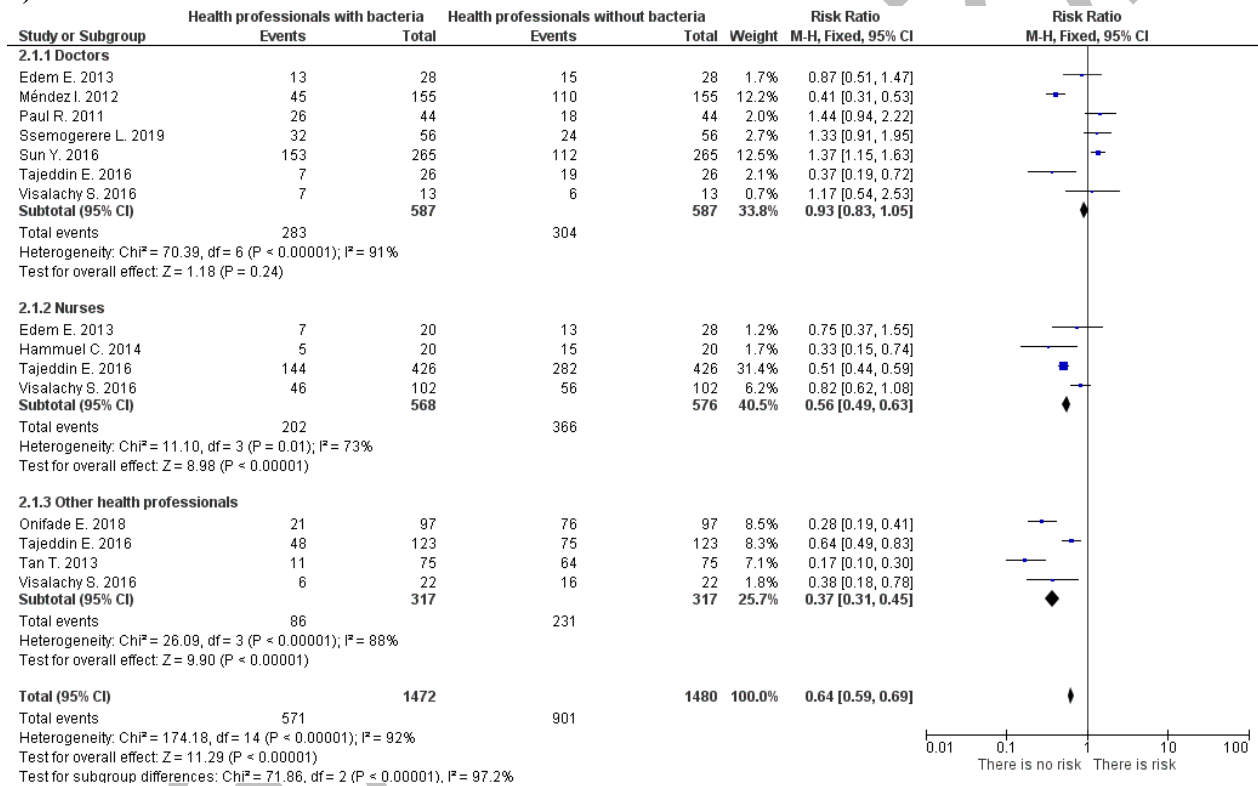 Health professionals with bacteria Health professionals without bacteria Risk Ratio Risk Ratio
Study or Subgroup Events Total Events Total Weight M-H, Fixed, 95% CI M-H, Fixed, 95% CI
2.1.1 Doctors
Edem E. 2013 13 28 15 28 1.7% 0.87 [0.51, 1.47]
Méndez I. 2012 45 155 110 155 12.2% 0.41 [0.31, 0.53]
Paul R. 2011 26 44 18 44 2.0% 1.44 [0.94, 2.22]
Ssemogerere L. 2019 32 56 24 56 2.7% 1.33 [0.91, 1.95]
Sun Y. 2016 153 265 112 265 12.5% 1.37 [1.15, 1.63]
Tajeddin E. 2016 7 26 19 26 2.1% 0.37 [0.19, 0.72]
Visalachy S. 2016 7 13 6 13 0.7% 1.17 [0.54, 2.53]
Subtotal (95% CI) 587 587 33.8% 0.93 [0.83, 1.05]
Total events 283 304
Heterogeneity: Chi² = 70.39, df = 6 (P < 0.00001); I² = 91%
Test for overall effect: Z = 1.18 (P = 0.24)
2.1.2 Nurses
Edem E. 2013 7 20 13 28 1.2% 0.75 [0.37, 1.55]
Hammuel C. 2014 5 20 15 20 1.7% 0.33 [0.15, 0.74]
Tajeddin E. 2016 144 426 282 426 31.4% 0.51 [0.44, 0.59]
Visalachy S. 2016 46 102 56 102 6.2% 0.82 [0.62, 1.08]
Subtotal (95% CI) 568 576 40.5% 0.56 [0.49, 0.63]
Total events 202 366
Heterogeneity: Chi² = 11.10, df = 3 (P = 0.01); I² = 73%
Test for overall effect: Z = 8.98 (P < 0.00001)
2.1.3 Other health professionals
Onifade E. 2018 21 97 76 97 8.5% 0.28 [0.19, 0.41]
Tajeddin E. 2016 48 123 75 123 8.3% 0.64 [0.49, 0.83]
Tan T. 2013 11 75 64 75 7.1% 0.17 [0.10, 0.30]
Visalachy S. 2016 6 22 16 22 1.8% 0.38 [0.18, 0.78]
Subtotal (95% CI) 317 317 25.7% 0.37 [0.31, 0.45]
Total events 86 231
Heterogeneity: Chi² = 26.09, df = 3 (P < 0.00001); I² = 88%
Test for overall effect: Z = 9.90 (P < 0.00001)
Total (95% CI) 1472 1480 100.0% 0.64 [0.59, 0.69]
Total events 571 901
Heterogeneity: Chi² = 174.18, df = 14 (P < 0.00001); I² = 92%
Test for overall effect: Z = 11.29 (P < 0.00001)
Test for subgroup differences: Chi² = 71.86, df = 2 (P < 0.00001), I² = 97.2%
0.01 0.1 1 10 100
There is no risk There is risk